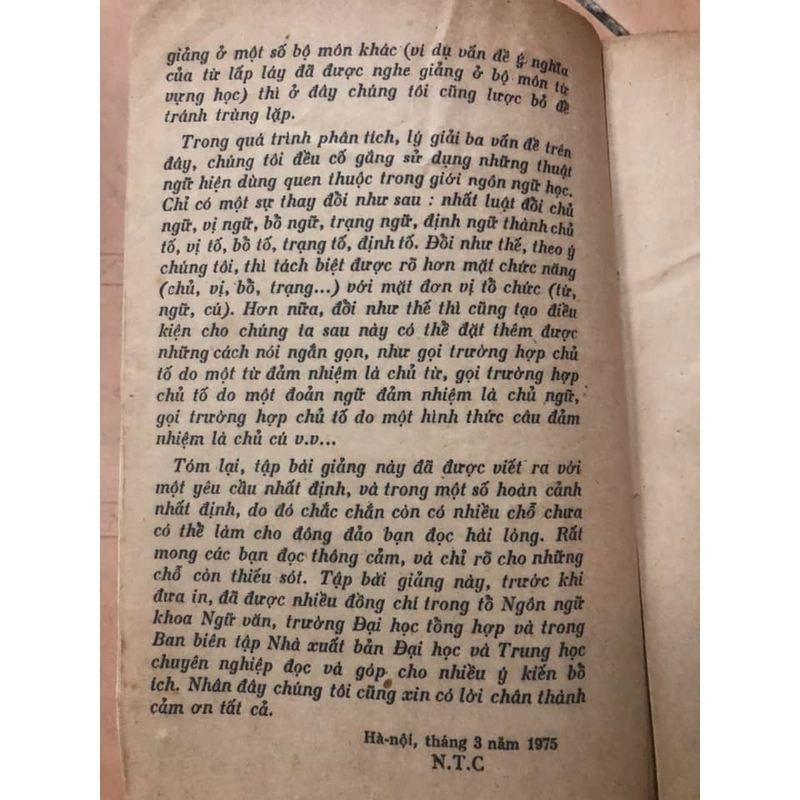 giảng ở một số bộ môn khác (ví dụ vấn đề ý nghĩa
của từ lấp láy đã được nghe giảng ở bộ môn từ
vựng học) thì ở đây chúng tôi cũng lược bỏ để
tránh trùng lặp.
Trong quá trình phân tích, lý giải ba vấn đề trên
đây, chúng tôi đều cố gắng sử dụng những thuật
ngữ hiện dùng quen thuộc trong giới ngôn ngữ học.
Chỉ có một sự thay đổi như sau : nhất luật đổi chủ
ngữ, vị ngữ, bổ ngữ, trạng ngữ, định ngữ thành chủ
tố, vị tố, bổ tố, trạng tố, định tố. Đổi như thế, theo ý
chúng tôi, thì tách biệt được rõ hơn mặt chức năng
(chủ, vị, bổ, trạng...) với mặt đơn vị tổ chức (từ,
ngữ, cú). Hơn nữa, đổi như thế thì cũng tạo điều
kiện cho chúng ta sau này có thể đặt thêm được
những cách nói ngắn gọn, như gọi trường hợp chủ
tố do một từ đảm nhiệm là chủ từ, gọi trường hợp
chủ tố do một đoản ngữ đảm nhiệm là chủ ngữ,
gọi trường hợp chủ tố do một hình thức câu đảm
nhiệm là chủ cú v.v...
Tóm lại, tập bài giảng này đã được viết ra với
một yêu cầu nhất định, và trong một số hoàn cảnh
nhất định, do đó chắc chắn còn có nhiều chỗ chưa
có thể làm cho đông đảo bạn đọc hài lòng. Rất
mong các bạn đọc thông cảm, và chỉ rõ cho những
chỗ còn thiếu sót. Tập bài giảng này, trước khi
đưa in, đã được nhiều đồng chí trong tổ Ngôn ngữ
khoa Ngữ văn, trường Đại học tổng hợp và trong
Ban biên tập Nhà xuất bản Đại học và Trung học
chuyên nghiệp đọc và góp cho nhiều ý kiến bổ
ích. Nhân đây chúng tôi cũng xin có lời chân thành
cảm ơn tất cả.
Hà-nội, tháng 3 năm 1975
N.T.C